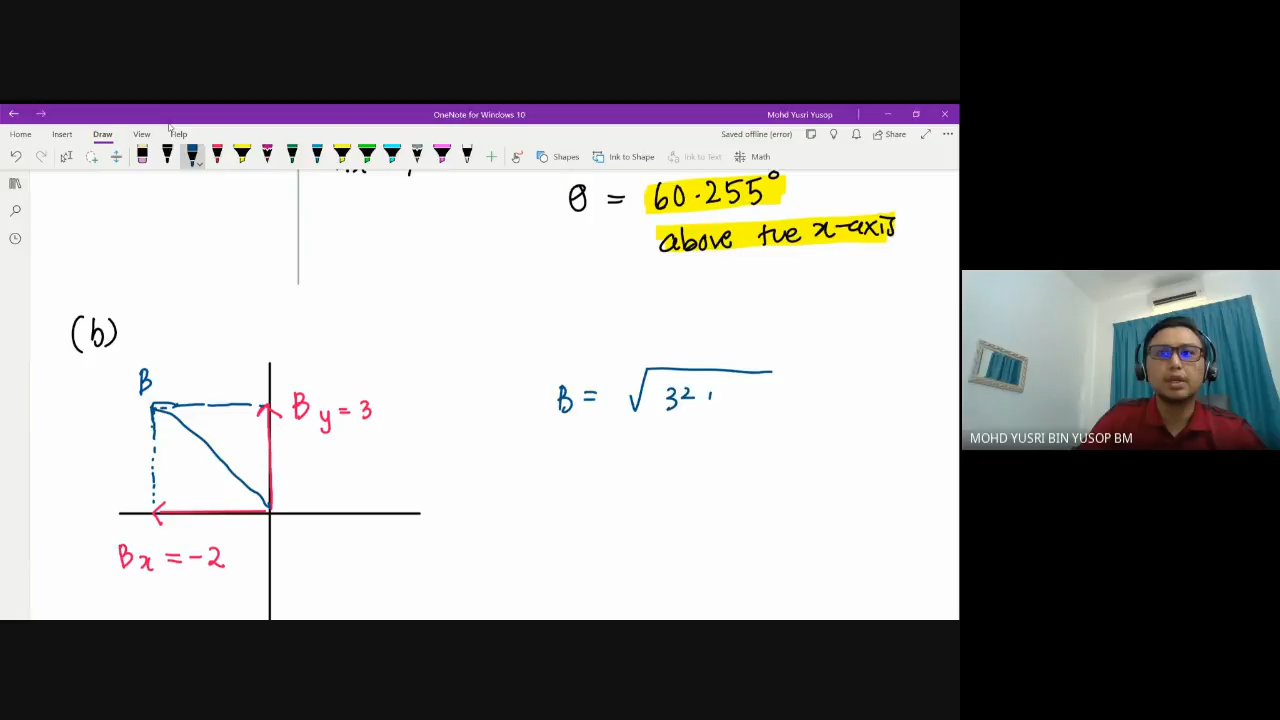 OneNote for Windows 10
Mohd Yusri Yusop
Home Insert Draw View Help
Saved offline (error)
Share
Shapes
Ink to Shape
Ink to Text
Math
θ = 60.255°
above +ve x-axis
(b)
B
By = 3
B = √3²
Bx = -2
MOHD YUSRI BIN YUSOP BM